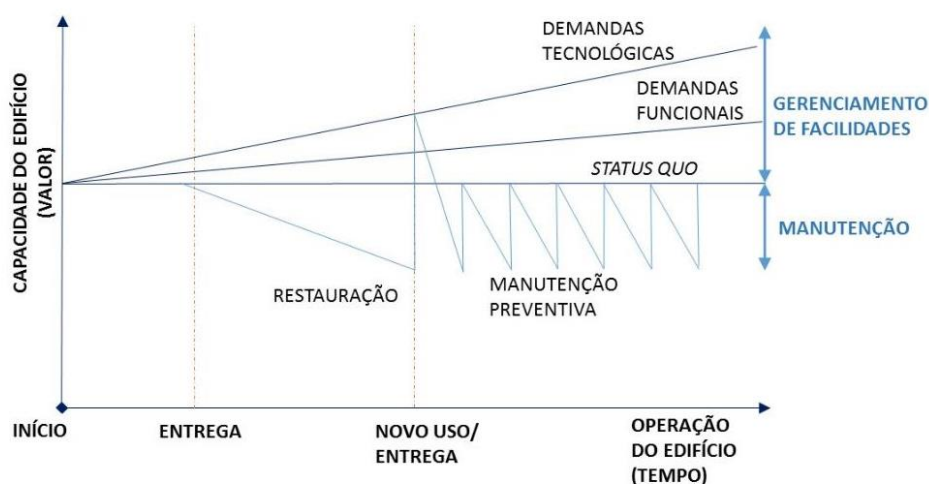 CAPACIDADE DO EDIFÍCIO
(VALOR)
DEMANDAS
TECNOLÓGICAS
DEMANDAS
FUNCIONAIS
GERENCIAMENTO
DE FACILIDADES
STATUS QUO
MANUTENÇÃO
RESTAURAÇÃO
MANUTENÇÃO
PREVENTIVA
INÍCIO
ENTREGA
NOVO USO/
ENTREGA
OPERAÇÃO
DO EDIFÍCIO
(TEMPO)